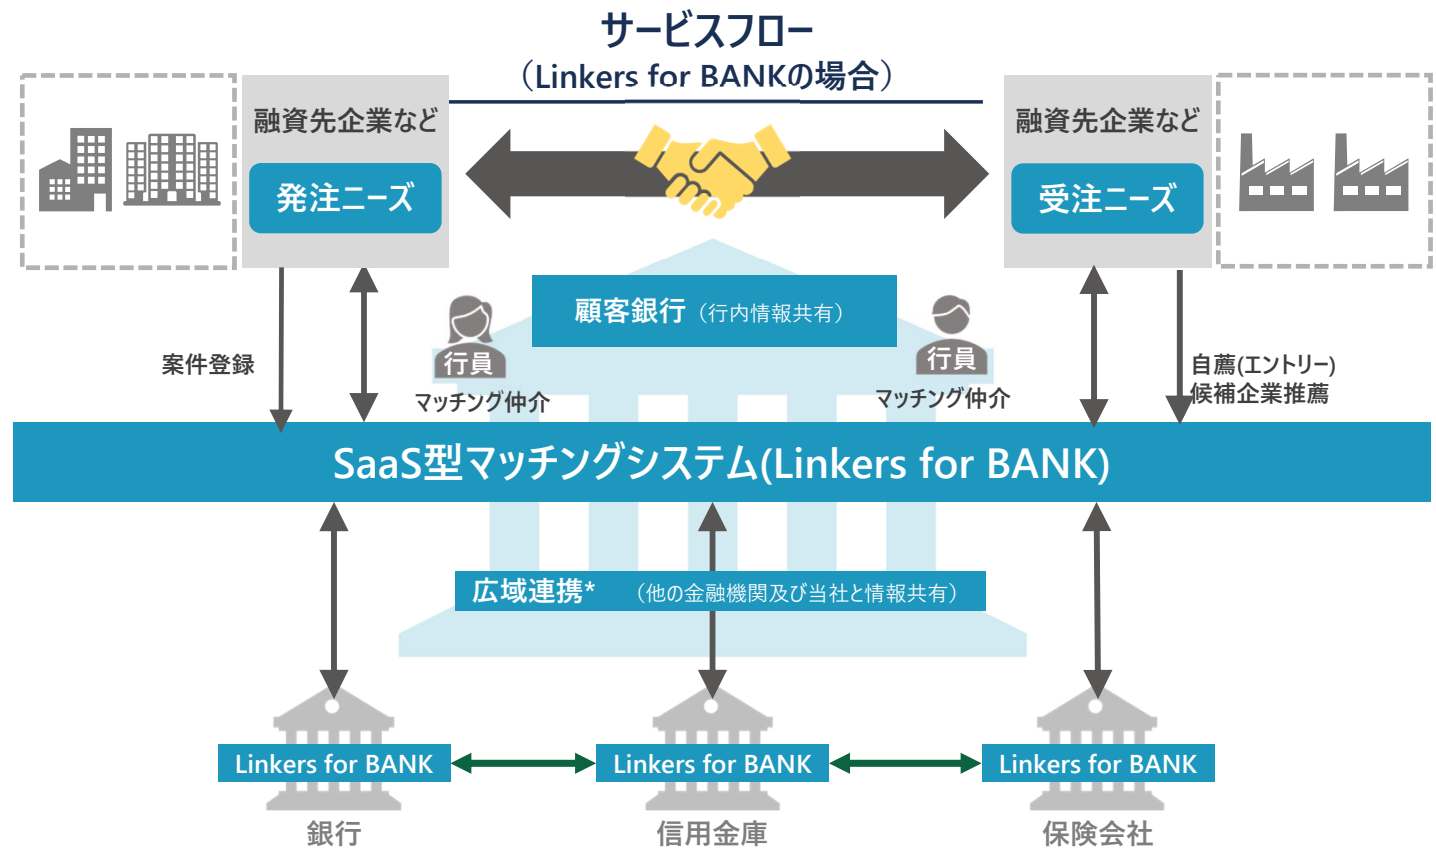 サービスフロー
（Linkers for BANKの場合）
融資先企業など
発注ニーズ
融資先企業など
受注ニーズ
顧客銀行（行内情報共有）
案件登録
行員
マッチング仲介
行員
マッチング仲介
自薦(エントリー)
候補企業推薦
SaaS型マッチングシステム(Linkers for BANK)
広域連携* （他の金融機関及び当社と情報共有）
Linkers for BANK
Linkers for BANK
Linkers for BANK
銀行
信用金庫
保険会社